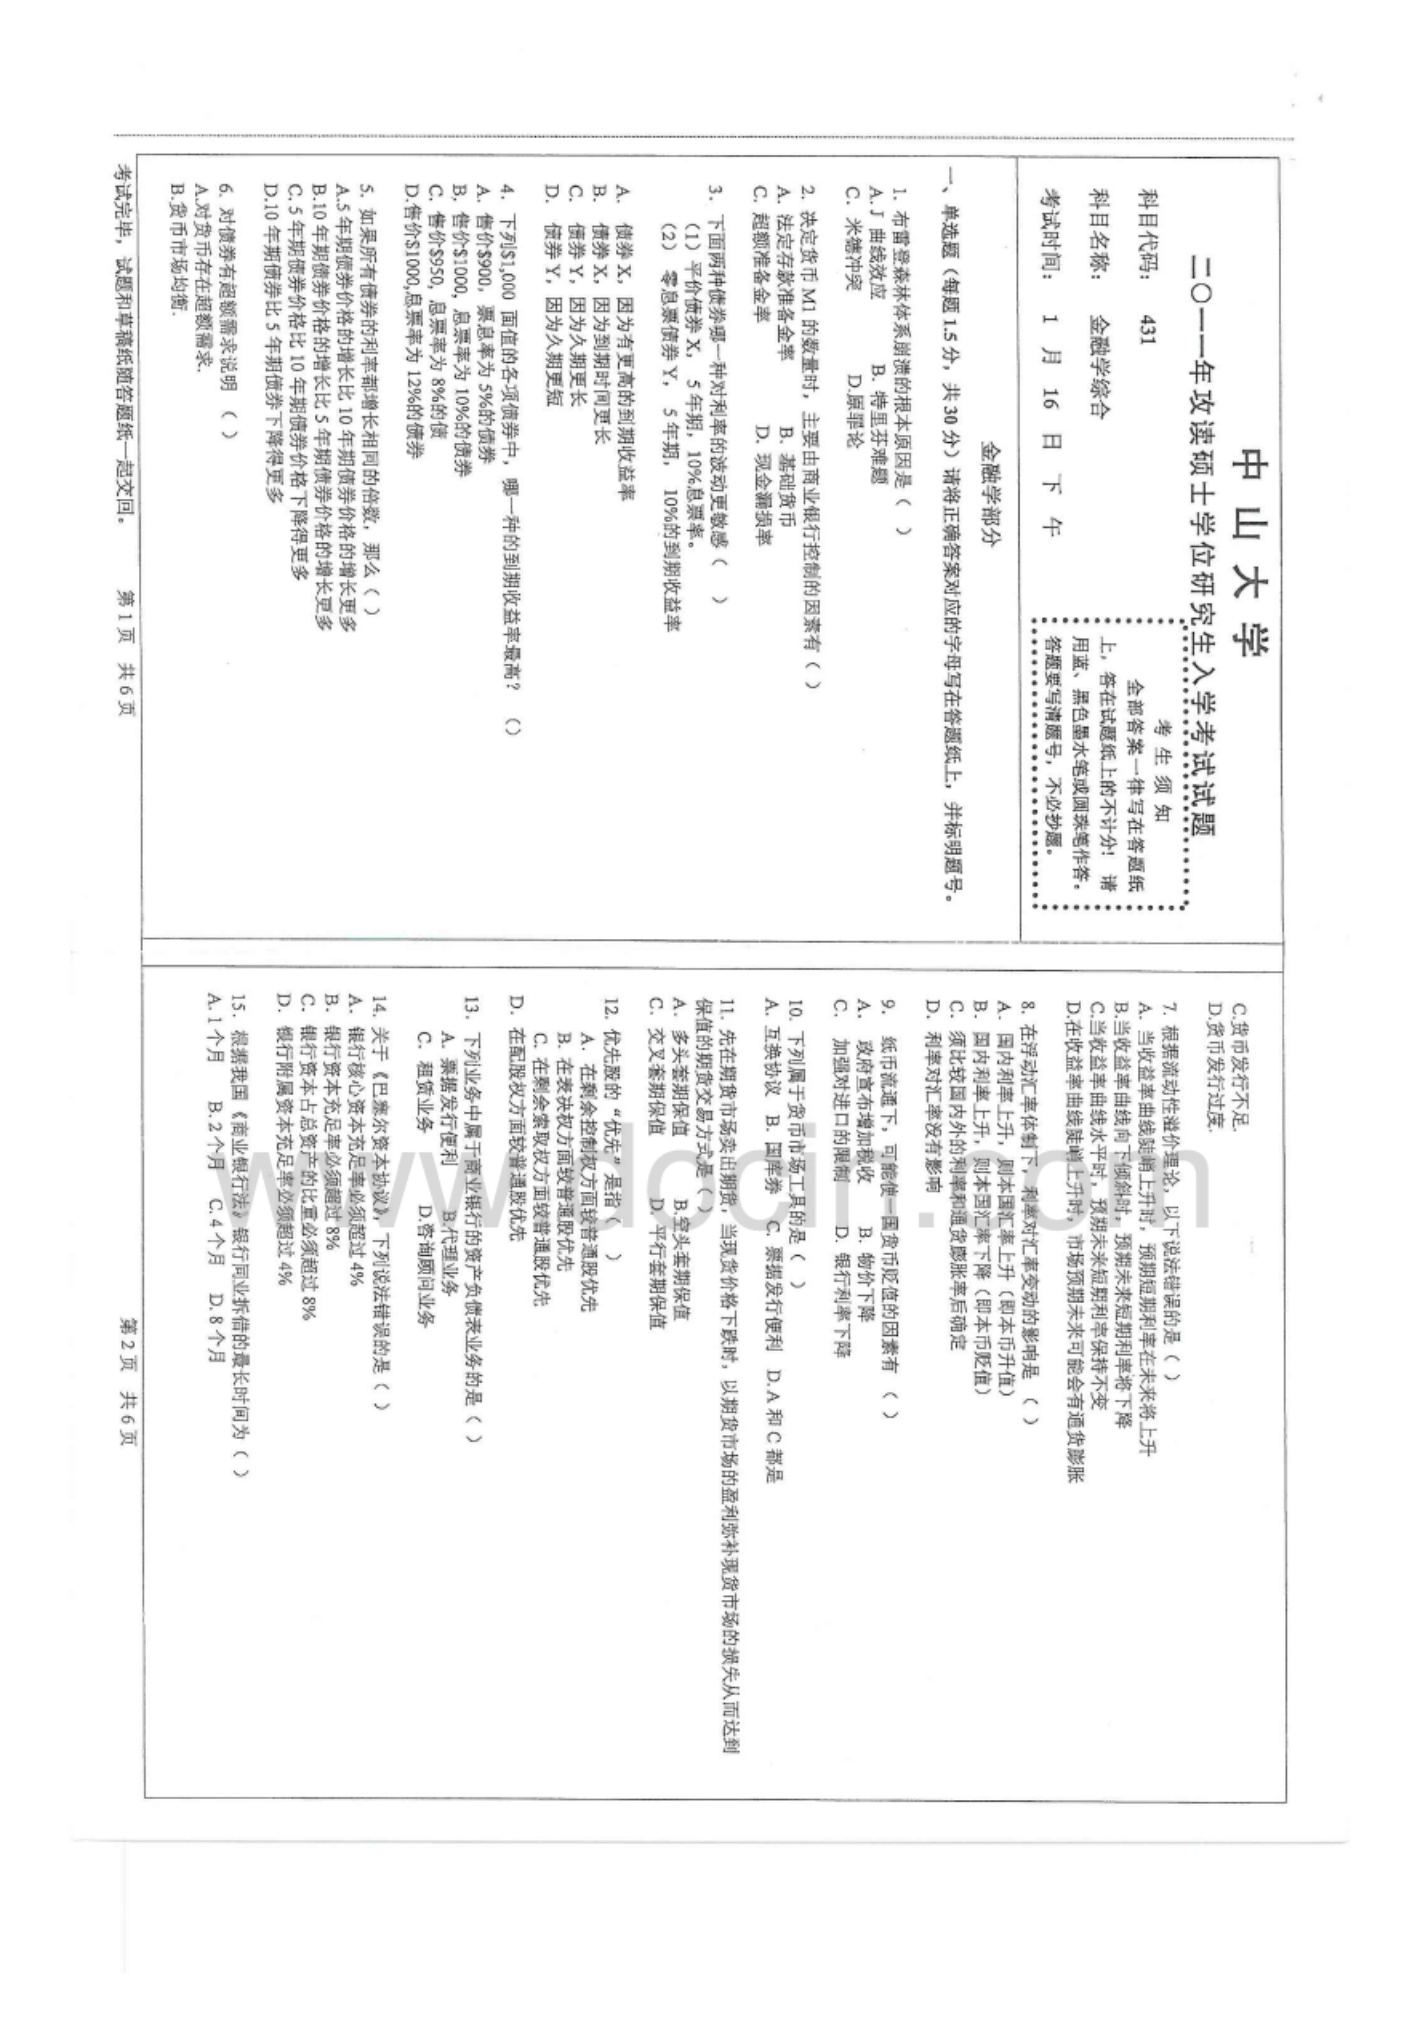 中山大学
二〇一一年攻读硕士学位研究生入学考试试题
科目代码： 431
科目名称： 金融学综合
考试时间： 1 月 16 日 下 午
考 生 须 知
全部答案一律写在答题纸
上，答在试题纸上的不计分！ 请
用蓝、黑色墨水笔或圆珠笔作答。
答题要写清题号，不必抄题。
金融学部分
一、单选题（每题 1.5 分，共 30 分）请将正确答案对应的字母写在答题纸上，并标明题号。
1. 布雷登森林体系崩溃的根本原因是（ ）
A.J 曲线效应 B. 特里芬难题
C. 米德冲突 D.原罪论
2. 决定货币 M1 的数量时，主要由商业银行控制的因素有（ ）
A. 法定存款准备金率 B. 基础货币
C. 超额准备金率 D. 现金漏损率
3. 下面两种债券哪一种对利率的波动更敏感（ ）
（1）平价债券 X， 5 年期，10%息票率。
（2） 零息票债券 Y， 5 年期， 10%的到期收益率
A. 债券 X，因为有更高的到期收益率
B. 债券 X，因为到期时间更长
C. 债券 Y，因为久期更长
D. 债券 Y，因为久期更短
4. 下列$1,000 面值的各项债券中，哪一种的到期收益率最高？ （）
A. 售价$900，票息率为 5%的债券
B. 售价$1000, 息票率为 10%的债券
C. 售价$950, 息票率为 8%的债
D.售价$1000,息票率为 12%的债券
5. 如果所有债券的利率都增长相同的倍数，那么（ ）
A.5 年期债券价格的增长比 10 年期债券价格的增长更多
B.10 年期债券价格的增长比 5 年期债券价格的增长更多
C. 5 年期债券价格比 10 年期债券价格下降得更多
D.10 年期债券比 5 年期债券下降得更多
6. 对债券有超额需求说明 （ ）
A.对货币存在超额需求.
B.货币市场均衡.
考试完毕，试题和草稿纸随答题纸一起交回。 第 1 页 共 6 页
C.货币发行不足.
D.货币发行过度.
7. 根据流动性溢价理论，以下说法错误的是（ ）
A. 当收益率曲线陡峭上升时，预期短期利率在未来将上升
B.当收益率曲线向下倾斜时，预期未来短期利率将下降
C.当收益率曲线水平时，预期未来短期利率保持不变
D.在收益率曲线陡峭上升时，市场预期未来可能会有通货膨胀
8. 在浮动汇率体制下，利率对汇率变动的影响是 （ ）
A. 国内利率上升，则本国汇率上升（即本币升值）
B. 国内利率上升，则本国汇率下降（即本币贬值）
C. 须比较国内外的利率和通货膨胀率后确定
D. 利率对汇率没有影响
9. 纸币流通下，可能使一国货币贬值的因素有 （ ）
A. 政府宣布增加税收 B. 物价下降
C. 加强对进口的限制 D. 银行利率下降
10. 下列属于货币市场工具的是（ ）
A. 互换协议 B. 国库券 C. 票据发行便利 D.A 和 C 都是
11. 先在期货市场卖出期货，当现货价格下跌时，以期货市场的盈利弥补现货市场的损失从而达到
保值的期货交易方式是（ ）
A. 多头套期保值 B.空头套期保值
C. 交叉套期保值 D. 平行套期保值
12. 优先股的“优先”是指（ ）
A. 在剩余控制权方面较普通股优先
B. 在表决权方面较普通股优先
C. 在剩余索取权方面较普通股优先
D. 在配股权方面较普通股优先
13. 下列业务中属于商业银行的资产负债表业务的是（ ）
A. 票据发行便利 B.代理业务
C. 租赁业务 D.咨询顾问业务
14. 关于《巴塞尔资本协议》，下列说法错误的是（ ）
A. 银行核心资本充足率必须超过 4%
B. 银行资本充足率必须超过 8%
C. 银行资本占总资产的比重必须超过 8%
D. 银行附属资本充足率必须超过 4%
15. 根据我国《商业银行法》银行同业拆借的最长时间为（ ）
A.1 个月 B.2 个月 C.4 个月 D.8 个月
第 2 页 共 6 页
www.docin.com